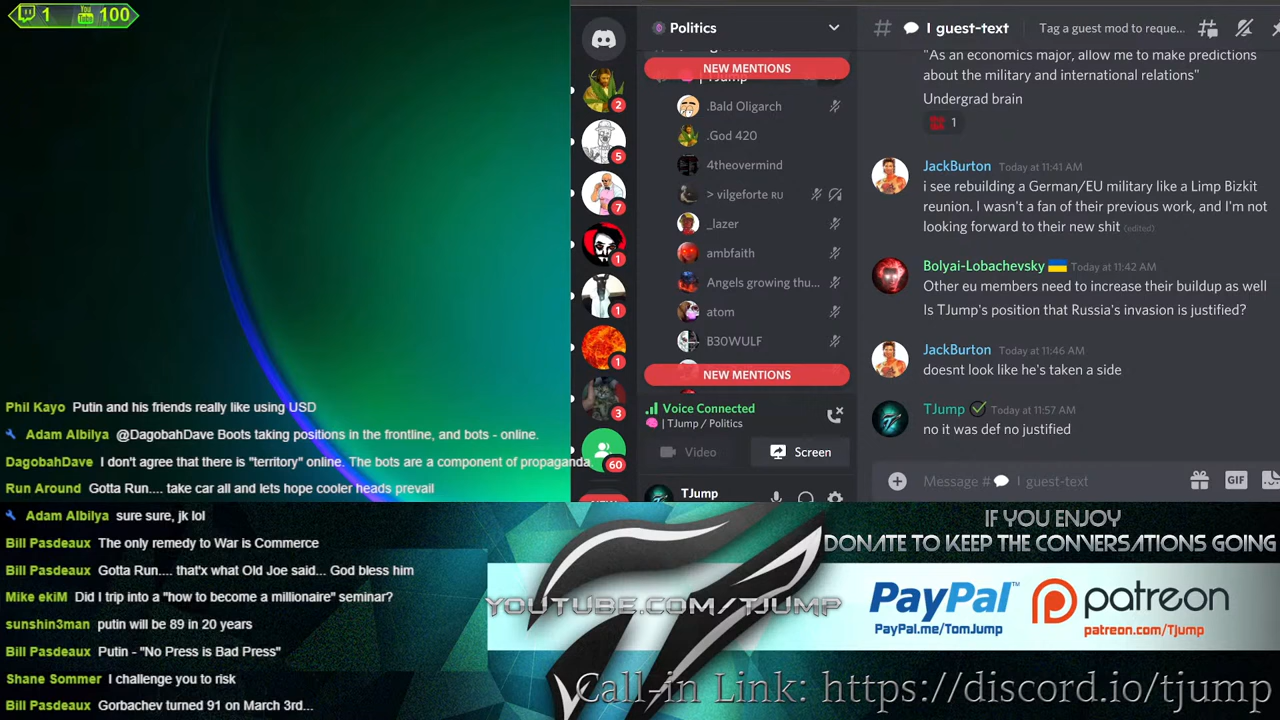 1
You Tube
100
Phil Kayo Putin and his friends really like using USD
Adam Albilya @DagobahDave Boots taking positions in the frontline, and bots - online.
DagobahDave I don't agree that there is "territory" online. The bots are a component of propaganda.
Run Around Gotta Run.... take car all and lets hope cooler heads prevail
Adam Albilya sure sure, jk lol
Bill Pasdeaux The only remedy to War is Commerce
Bill Pasdeaux Gotta Run.... that'x what Old Joe said... God bless him
Mike ekiM Did I trip into a "how to become a millionaire" seminar?
sunshin3man putin will be 89 in 20 years
Bill Pasdeaux Putin - "No Press is Bad Press"
Shane Sommer I challenge you to risk
Bill Pasdeaux Gorbachev turned 91 on March 3rd...
2
5
7
1
1
1
3
60
NEW
Politics
NEW MENTIONS
TJump
.Bald Oligarch
.God 420
4theovermind
> vilgeforte RU
_lazer
ambfaith
Angels growing thu...
atom
B30WULF
NEW MENTIONS
Voice Connected
| TJump / Politics
Video
Screen
TJump
# | guest-text
Tag a guest mod to reque...
"As an economics major, allow me to make predictions
about the military and international relations"
Undergrad brain
1
JackBurton Today at 11:41 AM
i see rebuilding a German/EU military like a Limp Bizkit
reunion. I wasn't a fan of their previous work, and I'm not
looking forward to their new shit (edited)
Bolyai-Lobachevsky Today at 11:42 AM
Other eu members need to increase their buildup as well
Is TJump's position that Russia's invasion is justified?
JackBurton Today at 11:46 AM
doesnt look like he's taken a side
TJump Today at 11:57 AM
no it was def no justified
Message # | guest-text
GIF
IF YOU ENJOY
DONATE TO KEEP THE CONVERSATIONS GOING
YOUTUBE.COM/TJUMP
PayPal™
PayPal.me/TomJump
patreon
patreon.com/Tjump
Call-in Link: https://discord.io/tjump